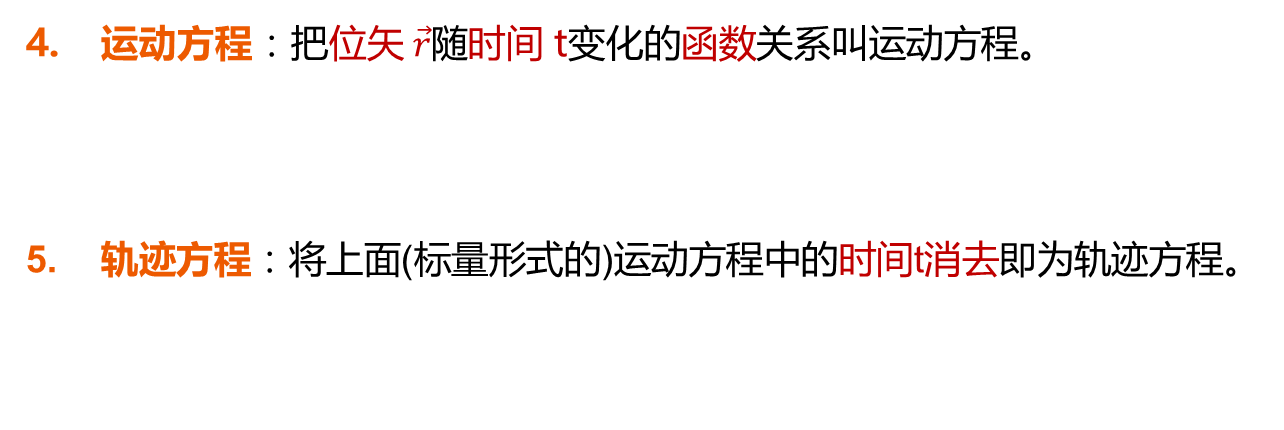 4. 运动方程：把位矢 $\vec{r}$随时间 t变化的函数关系叫运动方程。
5. 轨迹方程：将上面(标量形式的)运动方程中的时间t消去即为轨迹方程。